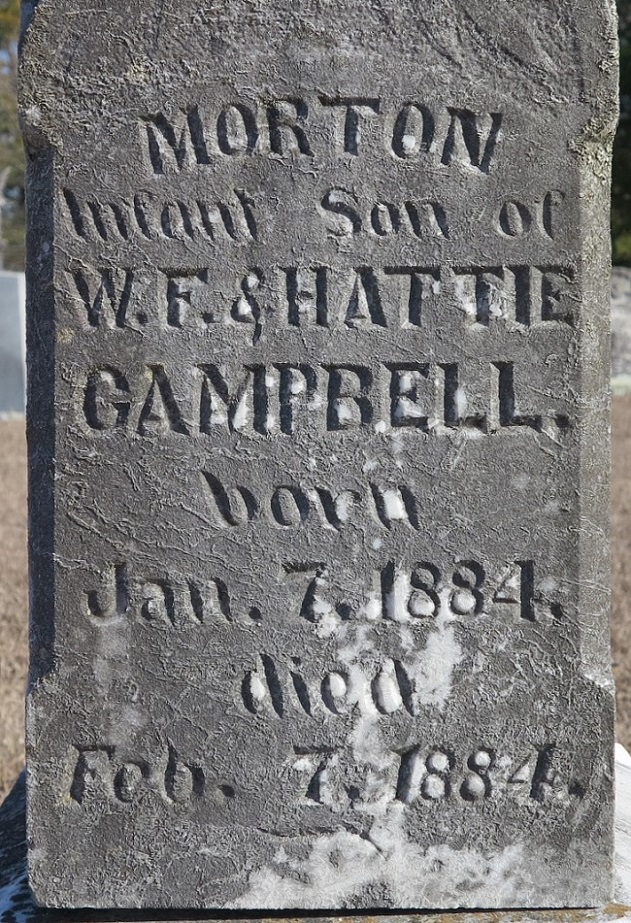 MORTON
Infant Son of
W.F. & HATTIE
CAMPBELL.
born
Jan. 7. 1884.
died
Feb. 7. 1884.